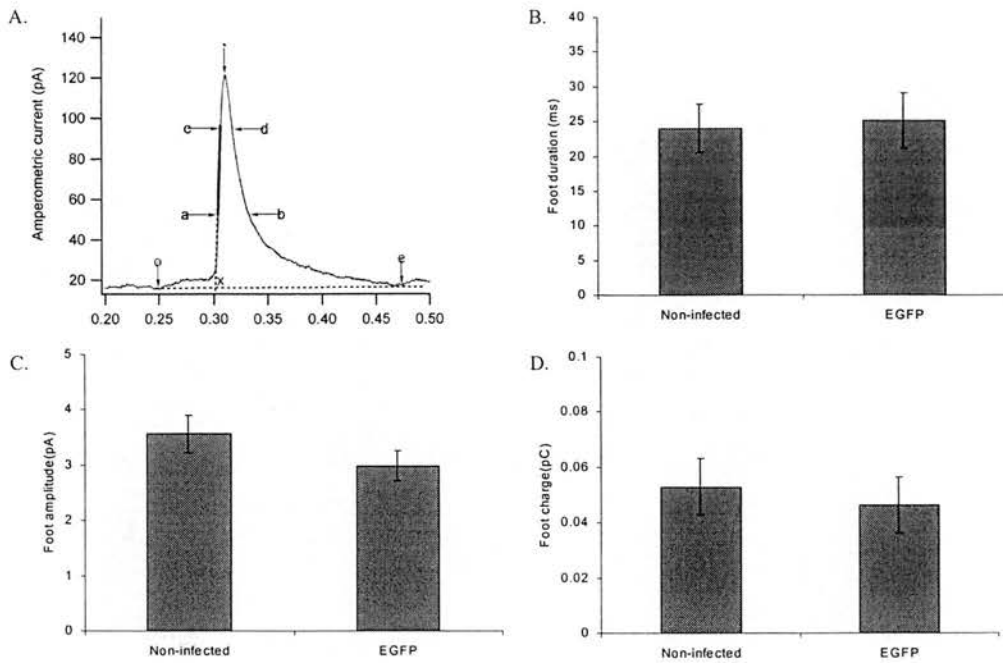 A.
Amperometric current (pA)
140
120
100
80
60
40
20
c
d
a
b
o
x
e
0.20 0.25 0.30 0.35 0.40 0.45 0.50
B.
Foot duration (ms)
40
35
30
25
20
15
10
5
0
Non-infected EGFP
C.
Foot amplitude(pA)
5
4
3
2
1
0
Non-infected EGFP
D.
Foot charge(pC)
0.1
0.08
0.06
0.04
0.02
0
Non-infected EGFP